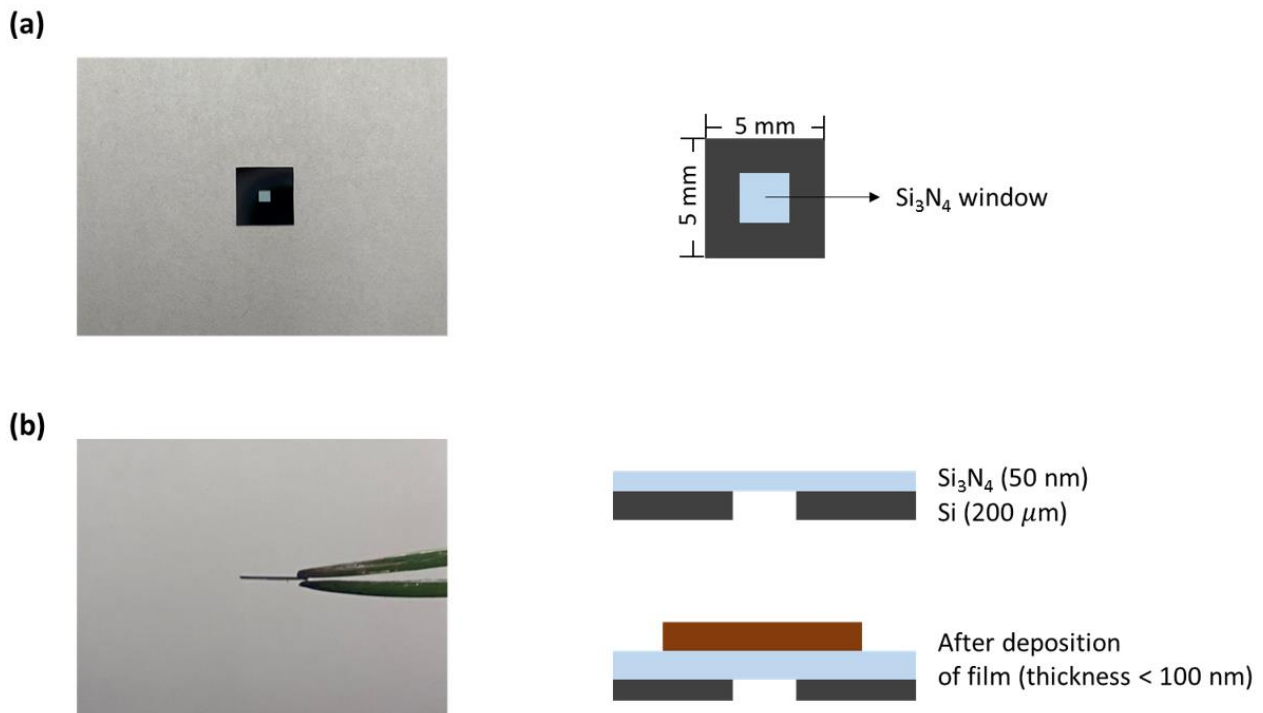 (a)
5 mm
5 mm
Si₃N₄ window
(b)
Si₃N₄ (50 nm)
Si (200 𝜇m)
After deposition
of film (thickness < 100 nm)